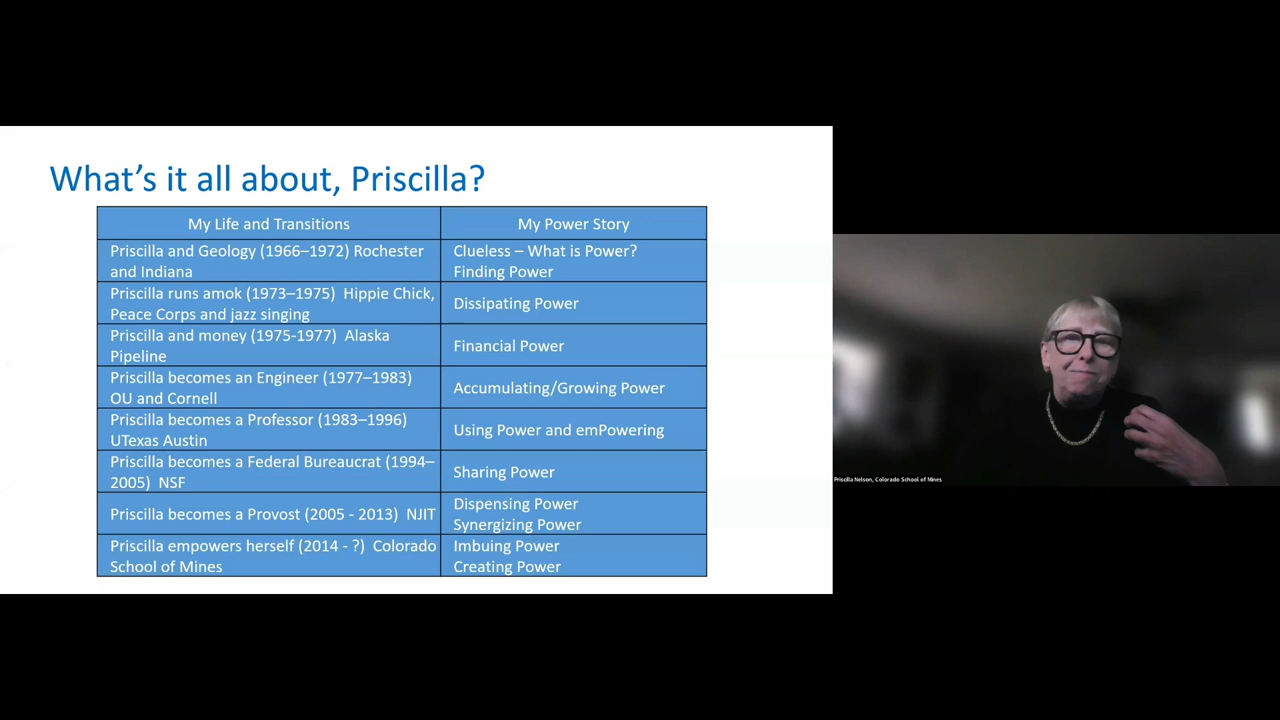 What's it all about, Priscilla?
My Life and Transitions
My Power Story
Priscilla and Geology (1966–1972) Rochester
and Indiana
Clueless – What is Power?
Finding Power
Priscilla runs amok (1973–1975)  Hippie Chick,
Peace Corps and jazz singing
Dissipating Power
Priscilla and money (1975-1977)  Alaska
Pipeline
Financial Power
Priscilla becomes an Engineer (1977–1983)
OU and Cornell
Accumulating/Growing Power
Priscilla becomes a Professor (1983–1996)
UTexas Austin
Using Power and emPowering
Priscilla becomes a Federal Bureaucrat (1994–
2005)  NSF
Sharing Power
Priscilla becomes a Provost (2005 - 2013)  NJIT
Dispensing Power
Synergizing Power
Priscilla empowers herself (2014 - ?)  Colorado
School of Mines
Imbuing Power
Creating Power
Priscilla Nelson, Colorado School of Mines